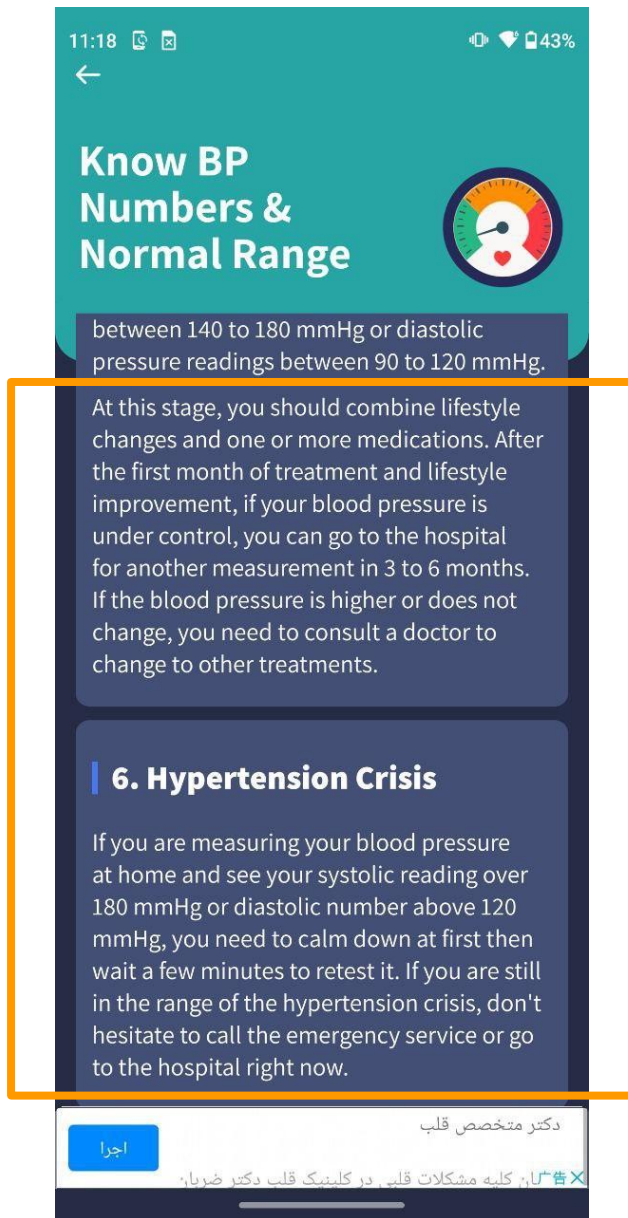 11:18
43%
Know BP
Numbers &
Normal Range
between 140 to 180 mmHg or diastolic
pressure readings between 90 to 120 mmHg.
At this stage, you should combine lifestyle
changes and one or more medications. After
the first month of treatment and lifestyle
improvement, if your blood pressure is
under control, you can go to the hospital
for another measurement in 3 to 6 months.
If the blood pressure is higher or does not
change, you need to consult a doctor to
change to other treatments.
6. Hypertension Crisis
If you are measuring your blood pressure
at home and see your systolic reading over
180 mmHg or diastolic number above 120
mmHg, you need to calm down at first then
wait a few minutes to retest it. If you are still
in the range of the hypertension crisis, don't
hesitate to call the emergency service or go
to the hospital right now.
دکتر متخصص قلب
اجرا
کلیه مشکلات قلبی در کلینیک قلب دکتر ضربان
广告